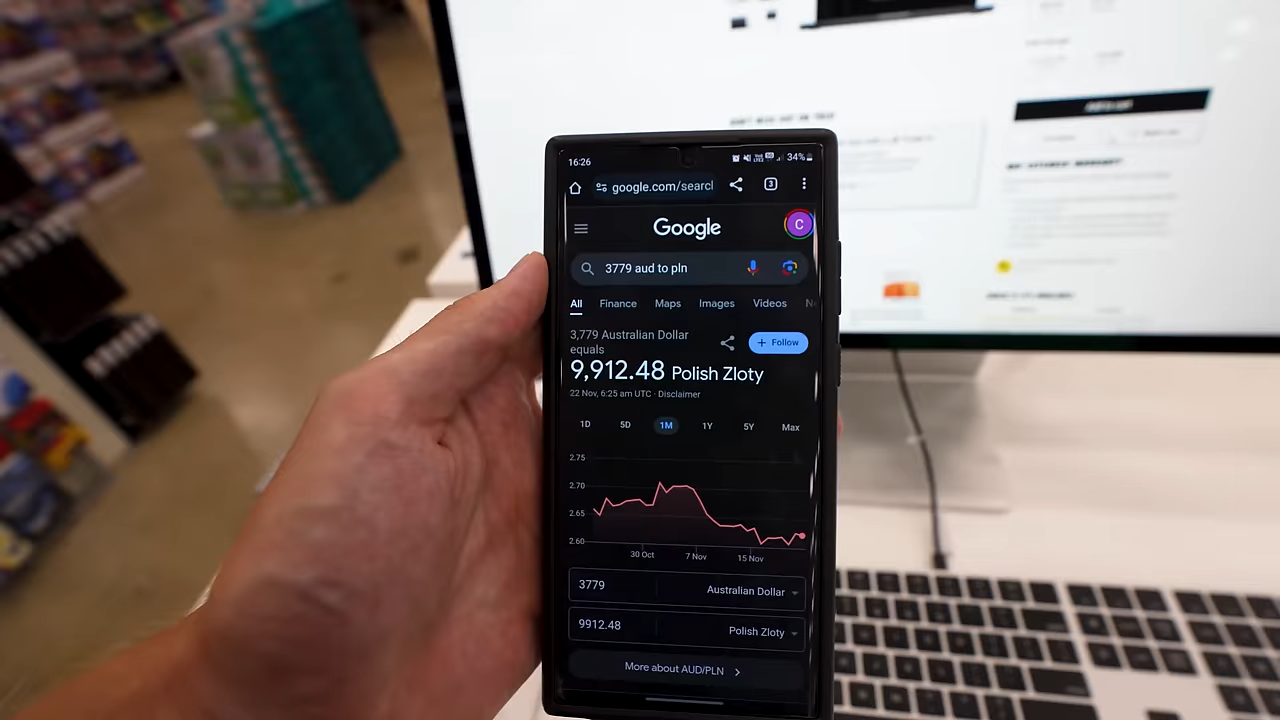 16:26
34%
google.com/searcl
3
Google
C
3779 aud to pln
All Finance Maps Images Videos N
3,779 Australian Dollar
equals
+ Follow
9,912.48 Polish Zloty
22 Nov, 6:25 am UTC · Disclaimer
1D 5D 1M 1Y 5Y Max
2.75
2.70
2.65
2.60
30 Oct 7 Nov 15 Nov
3779 Australian Dollar
9912.48 Polish Zloty
More about AUD/PLN